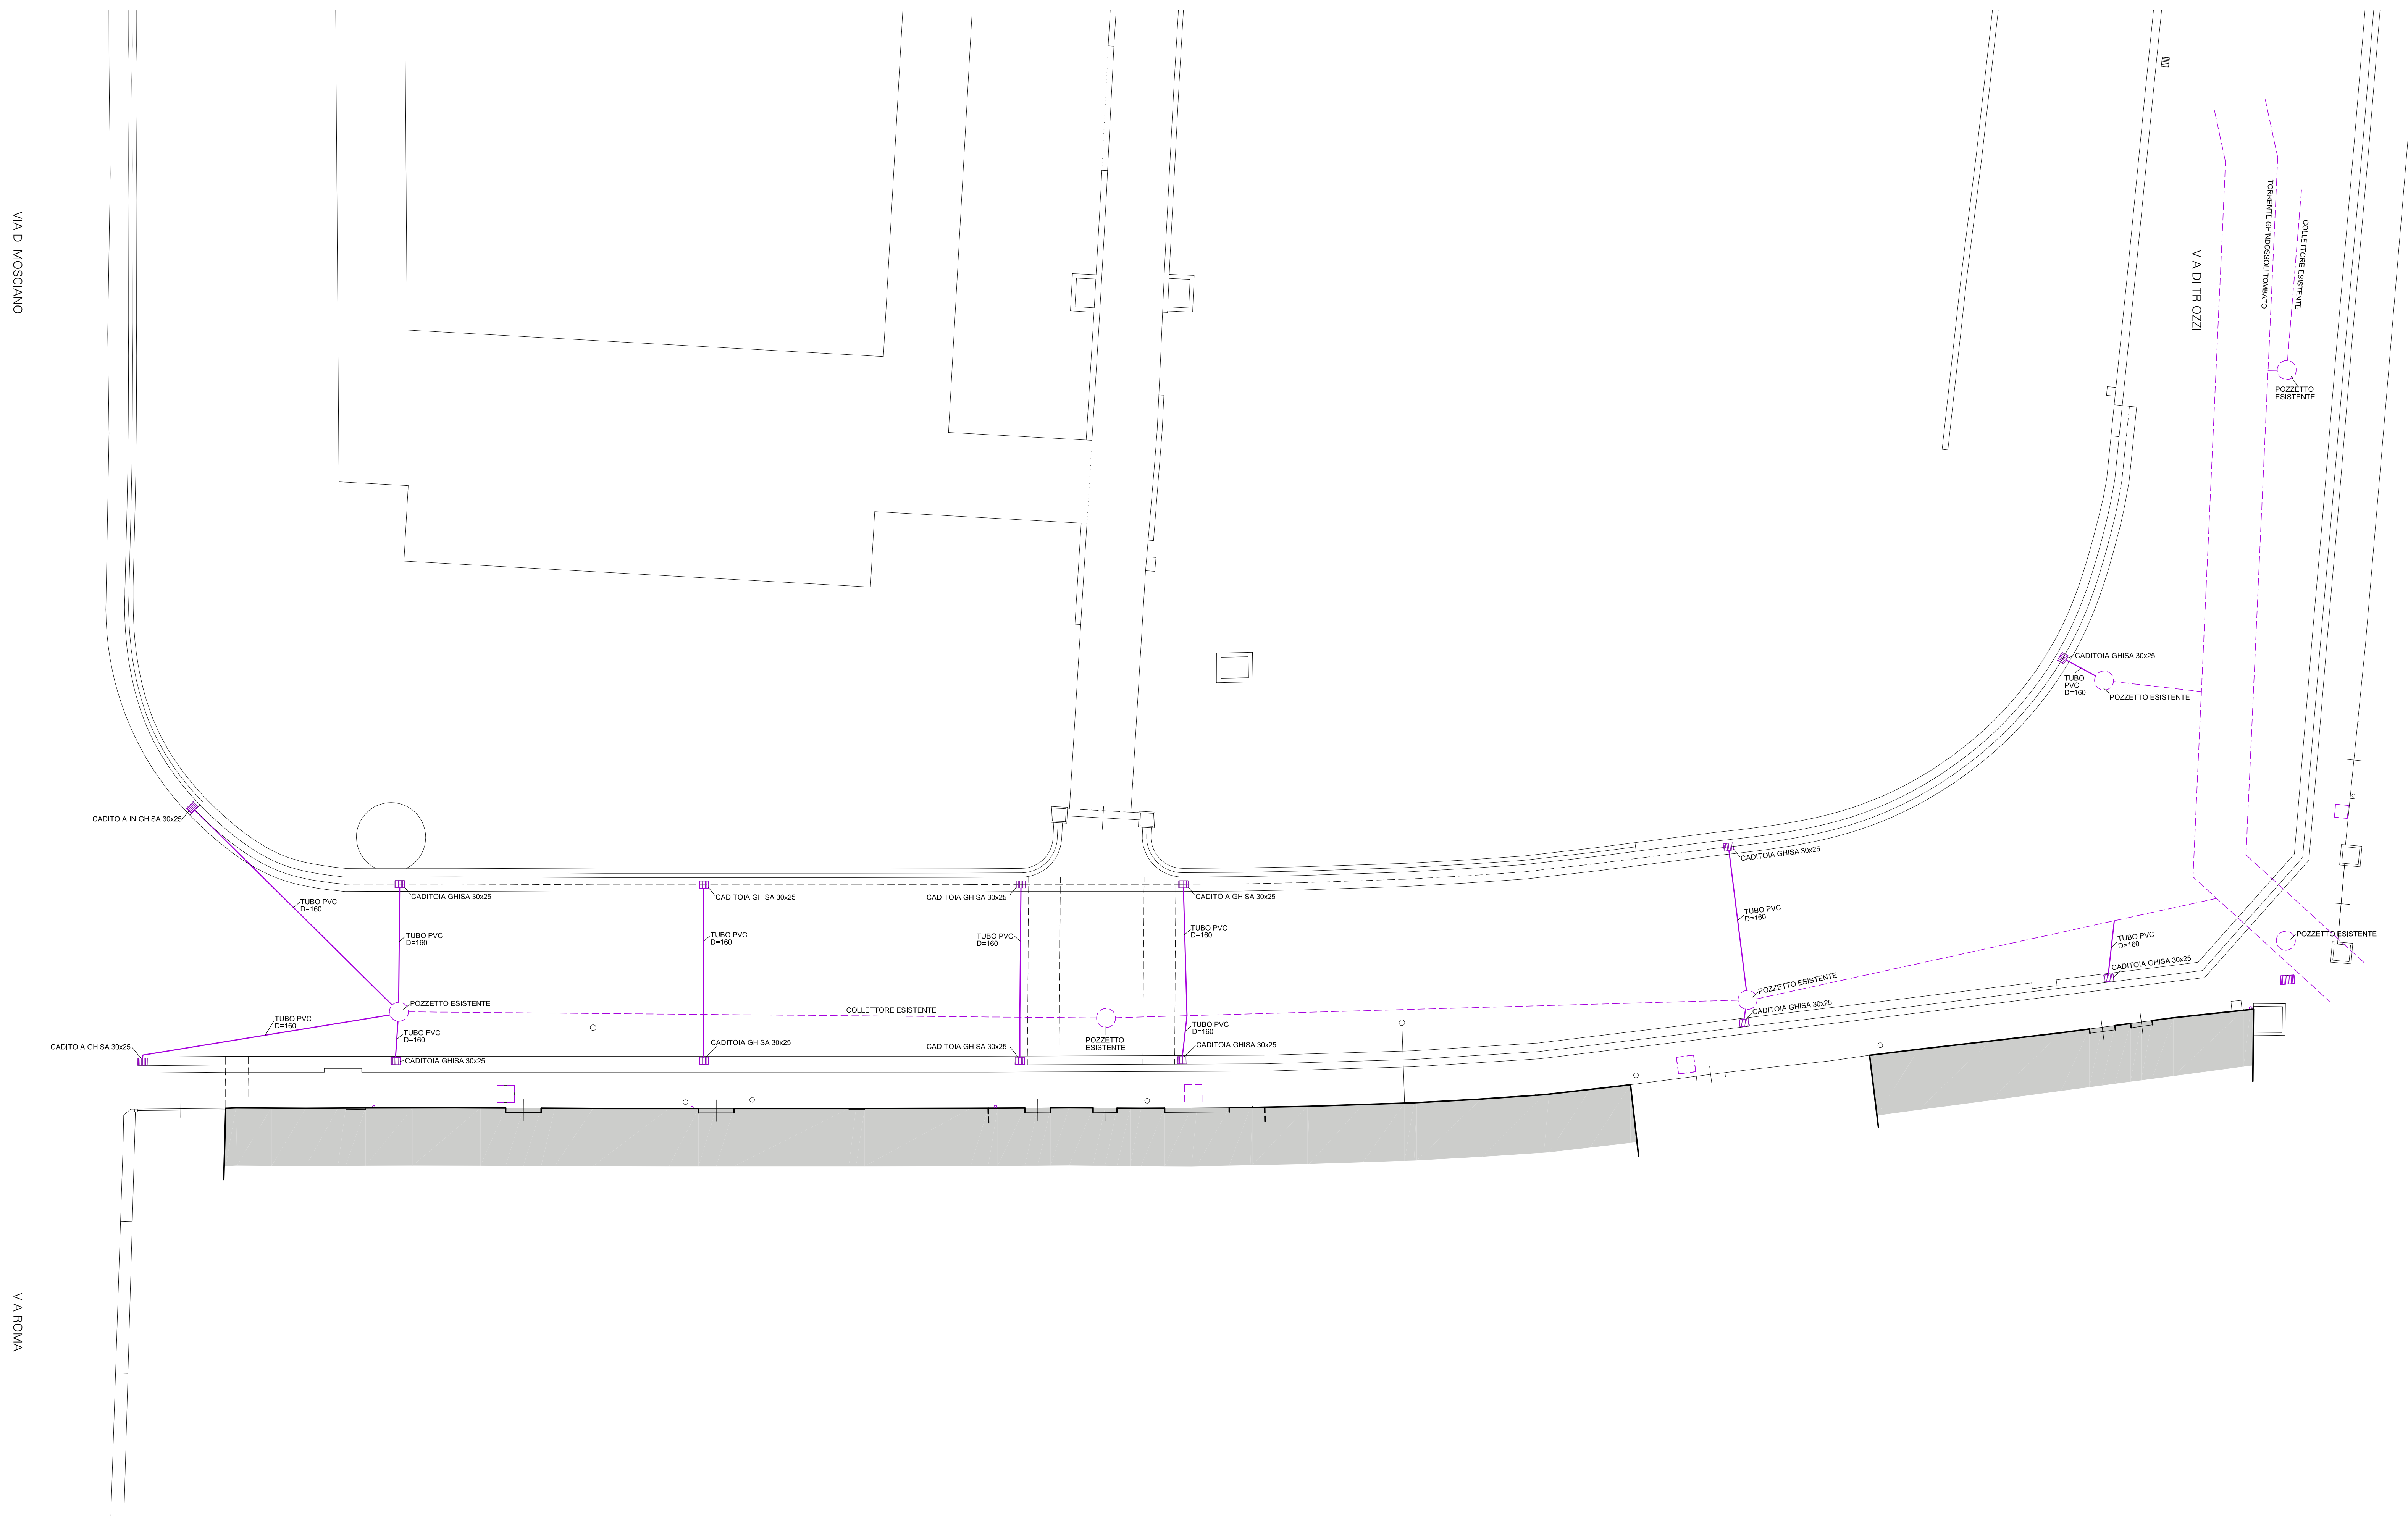 VIA DI MOSCIANO
TORRENTE GHINDOSSOLI TOMBATO
COLLETTORE ESISTENTE
VIA DI TRIOZZI
POZZETTO
ESISTENTE
CADITOIA GHISA 30x25
TUBO
PVC
D=160
POZZETTO ESISTENTE
CADITOIA IN GHISA 30x25
CADITOIA GHISA 30x25
CADITOIA GHISA 30x25
CADITOIA GHISA 30x25
CADITOIA GHISA 30x25
CADITOIA GHISA 30x25
TUBO PVC
D=160
TUBO PVC
D=160
TUBO PVC
D=160
TUBO PVC
D=160
TUBO PVC
D=160
TUBO PVC
D=160
TUBO PVC
D=160
POZZETTO ESISTENTE
CADITOIA GHISA 30x25
POZZETTO ESISTENTE
POZZETTO ESISTENTE
COLLETTORE ESISTENTE
CADITOIA GHISA 30x25
TUBO PVC
D=160
TUBO PVC
D=160
TUBO PVC
D=160
POZZETTO
ESISTENTE
CADITOIA GHISA 30x25
CADITOIA GHISA 30x25
CADITOIA GHISA 30x25
CADITOIA GHISA 30x25
CADITOIA GHISA 30x25
VIA ROMA